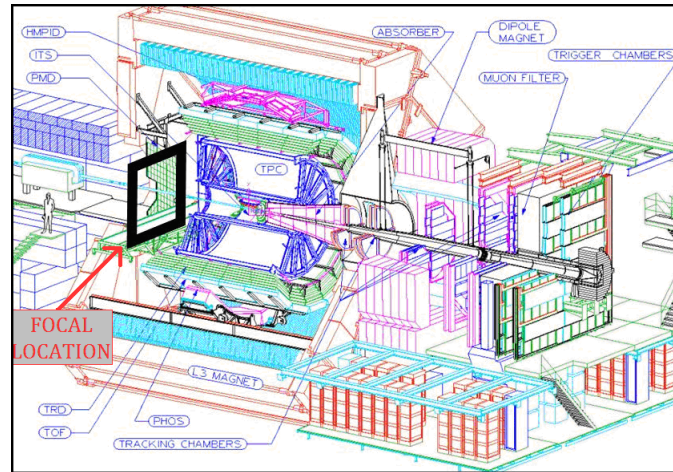 HMPID
ITS
PMD
ABSORBER
DIPOLE
MAGNET
TRIGGER CHAMBERS
MUON FILTER
TPC
FOCAL
LOCATION
L3 MAGNET
TRD
TOF
PHOS
TRACKING CHAMBERS